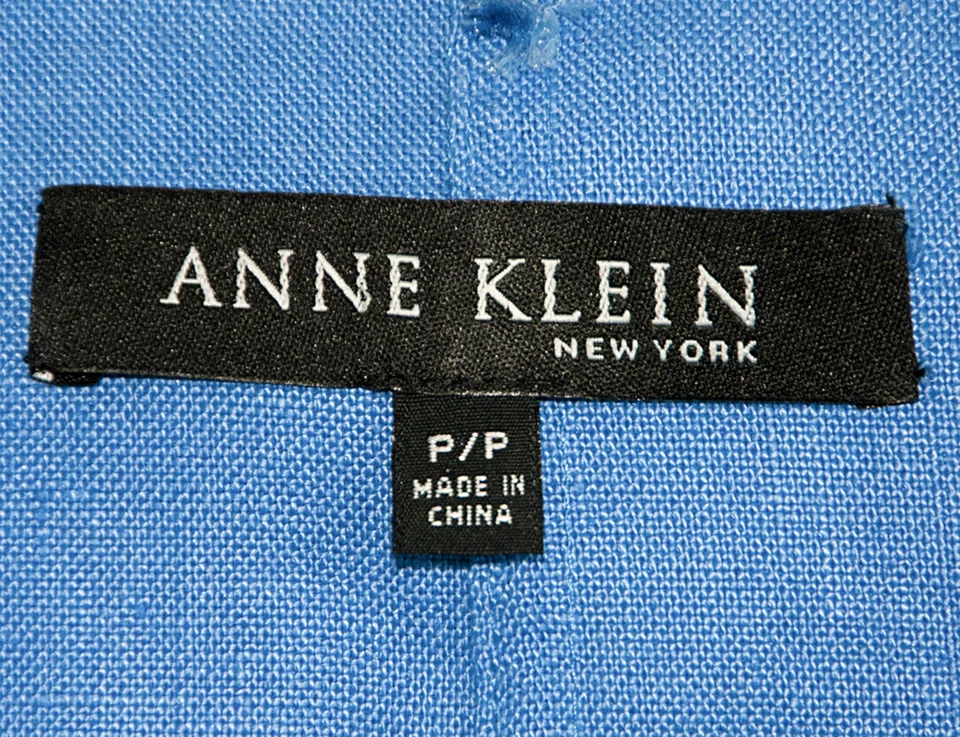 ANNE KLEIN
NEW YORK
P/P
MADE IN
CHINA